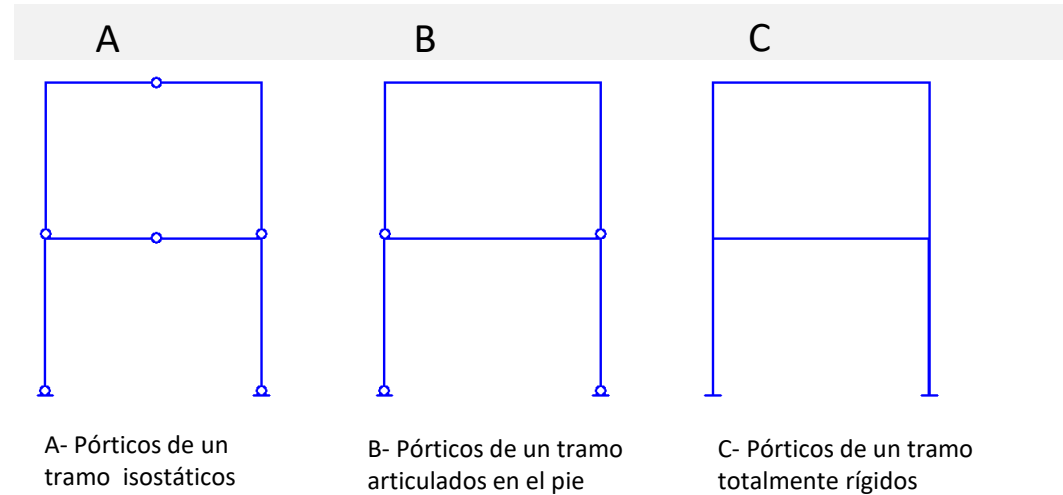 A
B
C
A- Pórticos de un
tramo isostáticos
B- Pórticos de un tramo
articulados en el pie
C- Pórticos de un tramo
totalmente rígidos